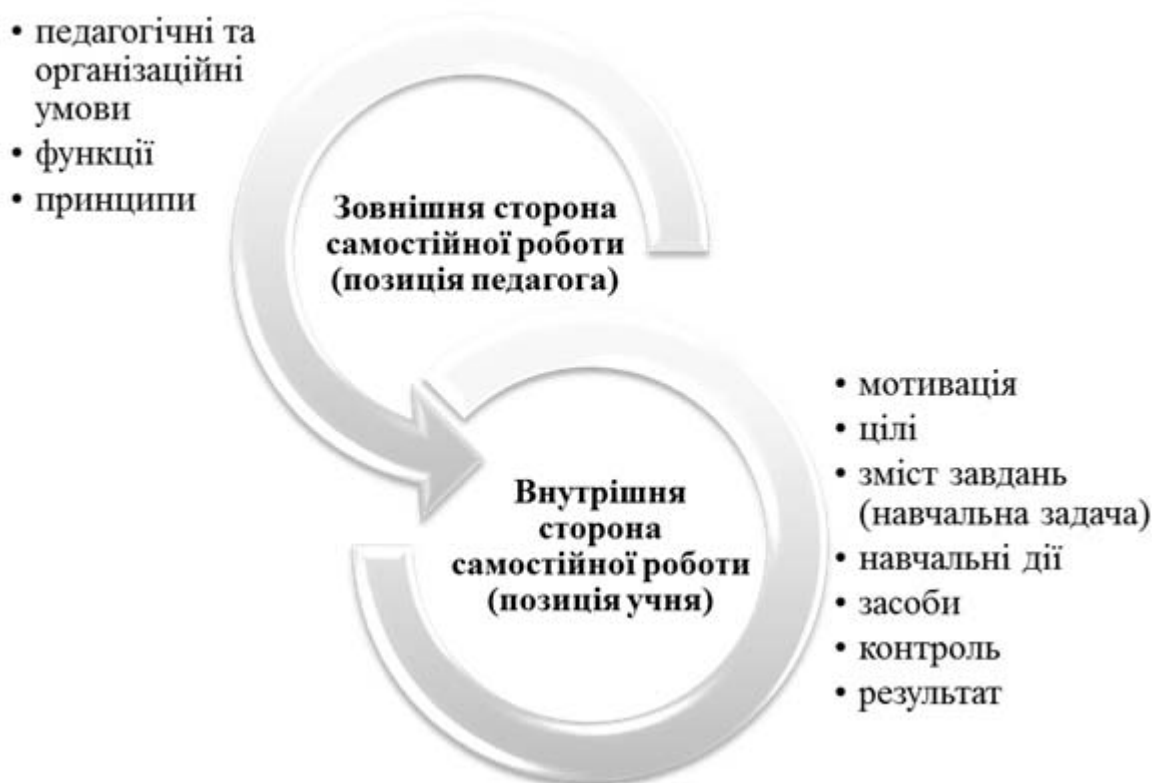 • педагогічні та
організаційні
умови
• функції
• принципи
Зовнішня сторона
самостійної роботи
(позиція педагога)
Внутрішня
сторона
самостійної роботи
(позиція учня)
• мотивація
• цілі
• зміст завдань
(навчальна задача)
• навчальні дії
• засоби
• контроль
• результат